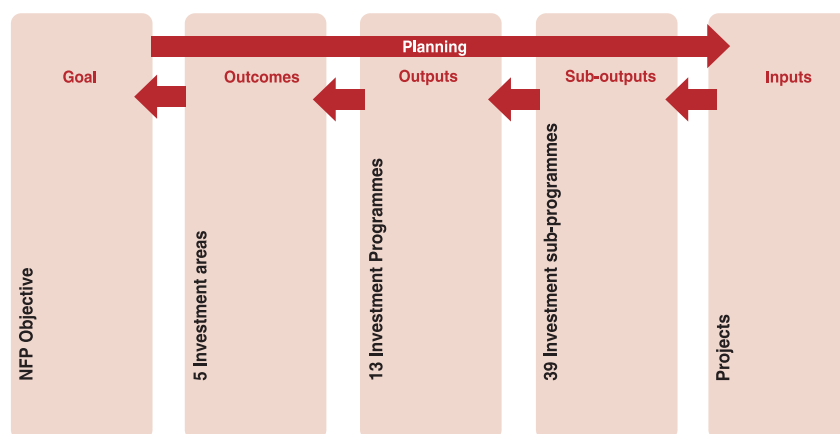 Planning
Goal
Outcomes
Outputs
Sub-outputs
Inputs
NFP Objective
5 Investment areas
13 Investment Programmes
39 Investment sub-programmes
Projects